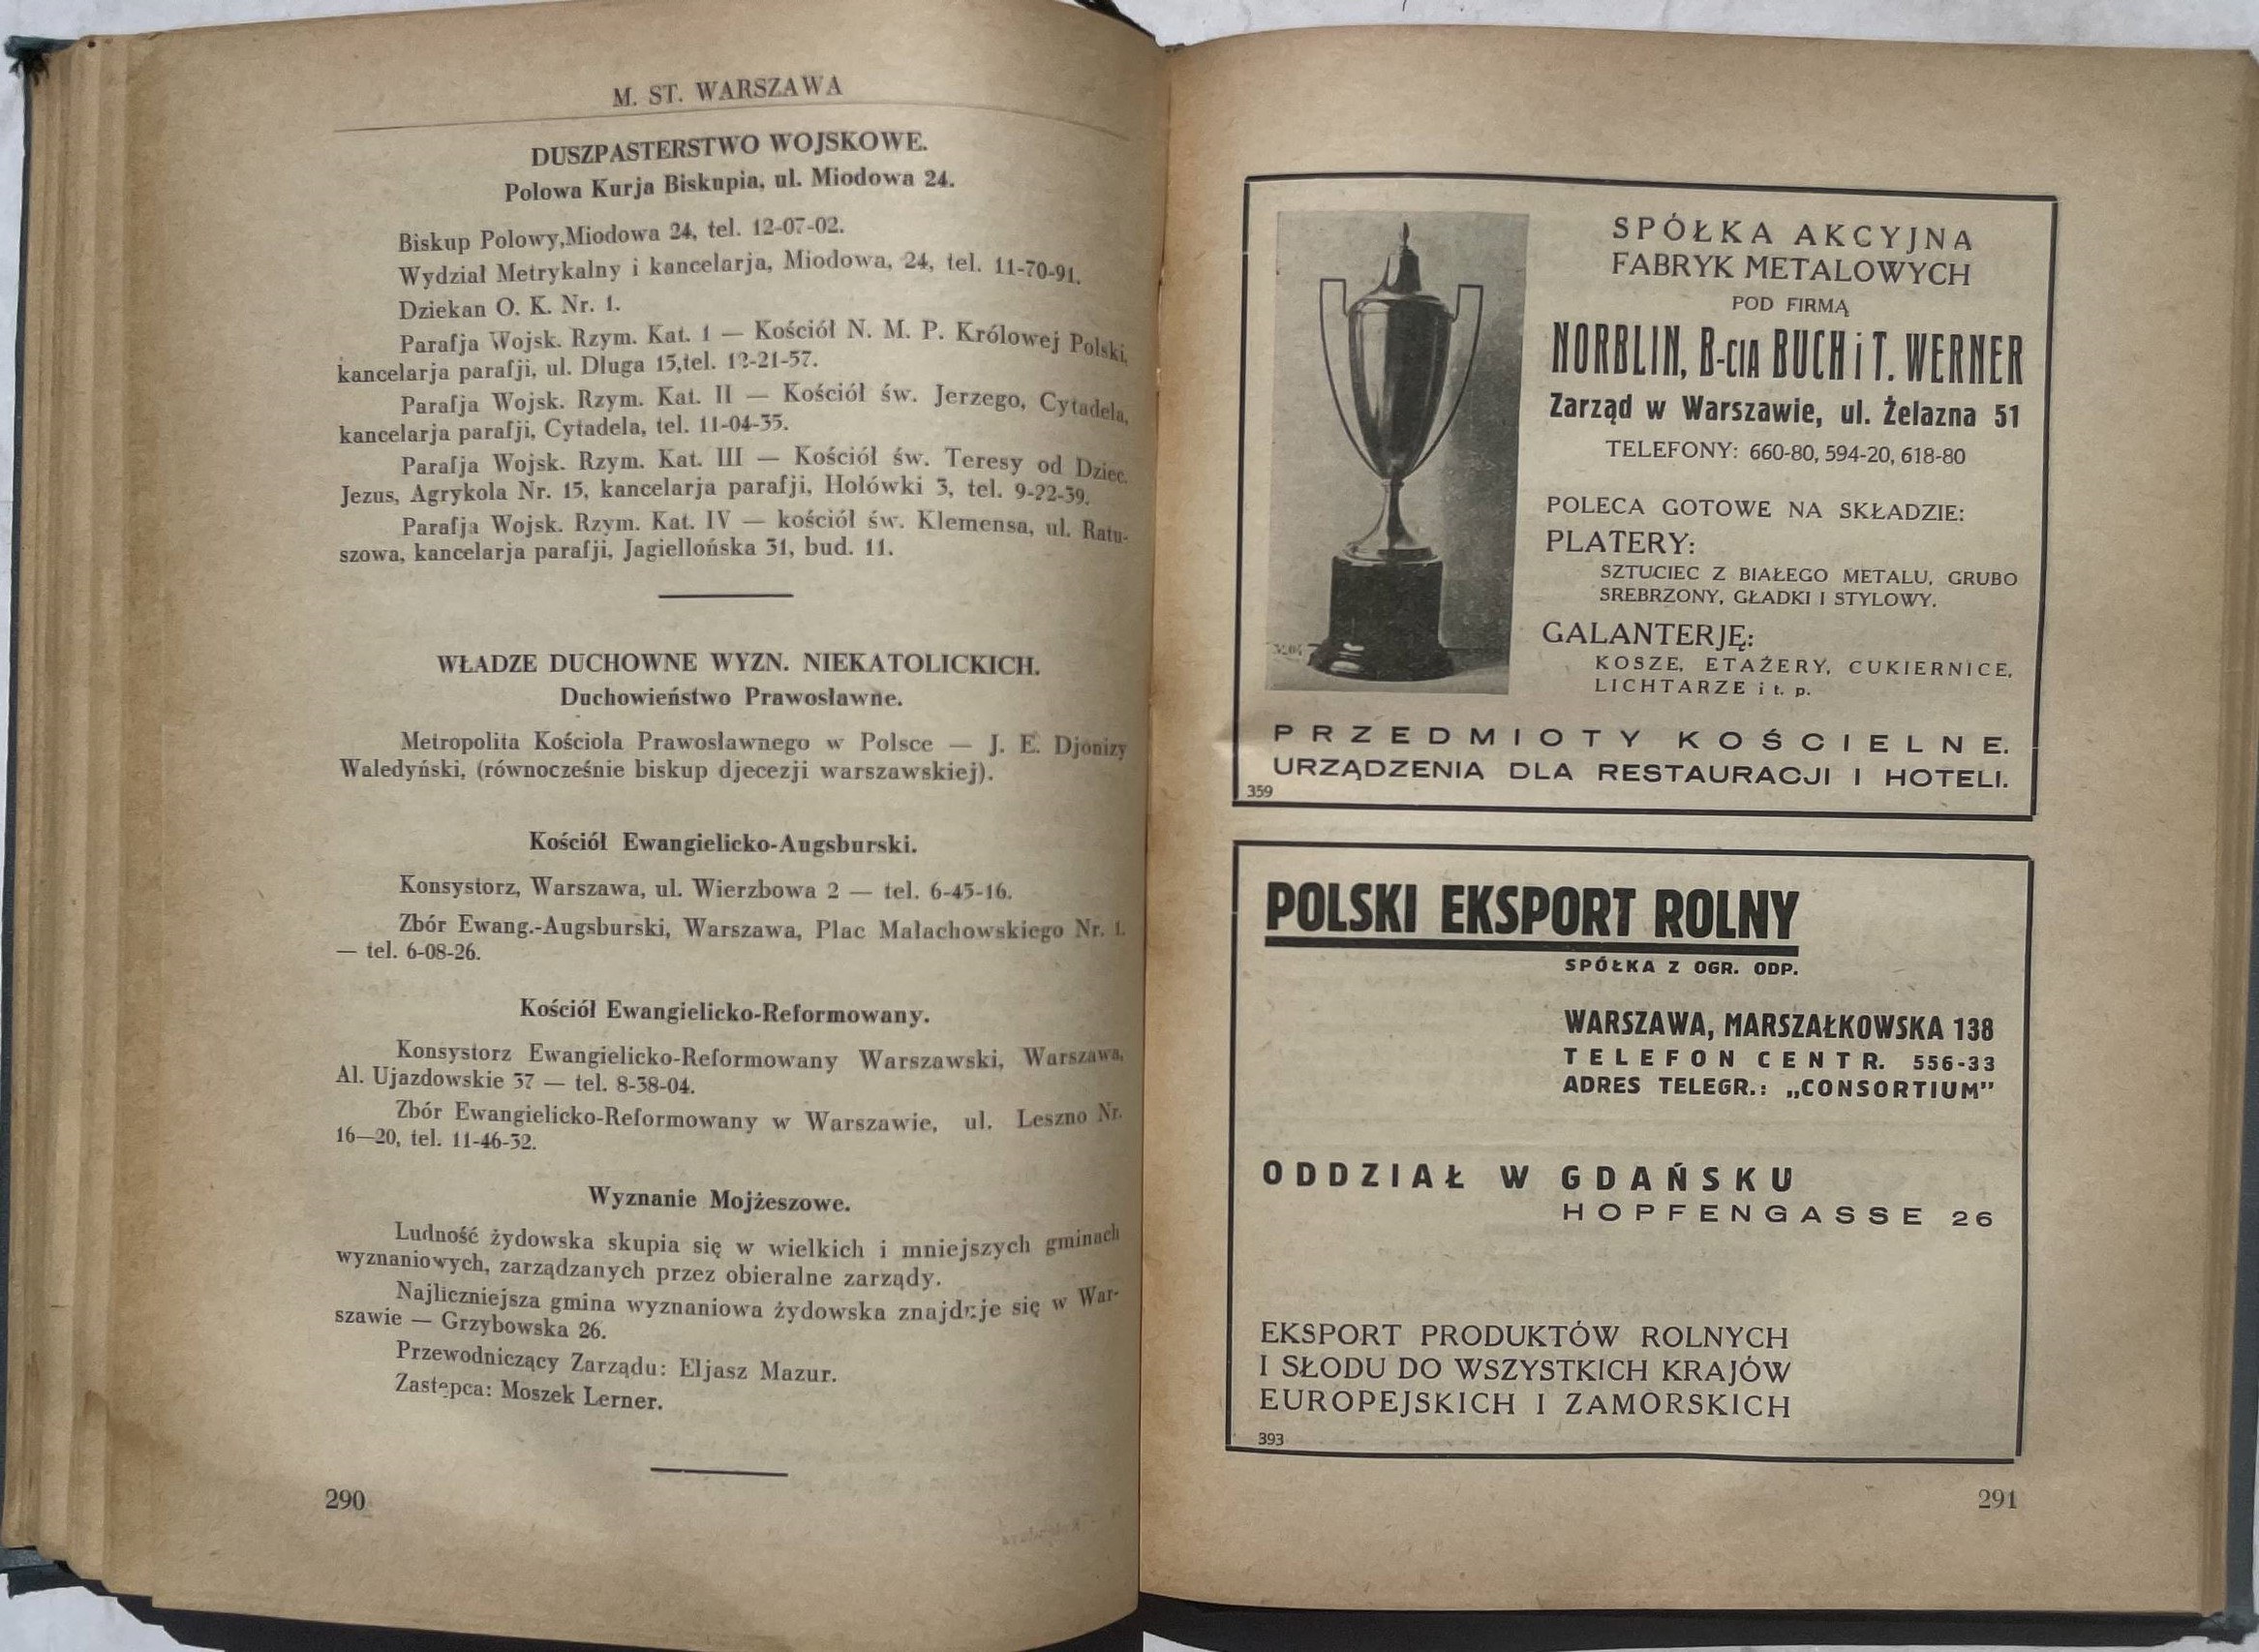 M. ST. WARSZAWA
DUSZPASTERSTWO WOJSKOWE.
Polowa Kurja Biskupia, ul. Miodowa 24.
Biskup Polowy,Miodowa 24, tel. 12-07-02.
Wydział Metrykalny i kancelarja, Miodowa, 24, tel. 11-70-91.
Dziekan O. K. Nr. 1.
Parafja Wojsk. Rzym. Kat. 1 — Kościół N. M. P. Królowej Polski,
kancelarja parafji, ul. Długa 15,tel. 12-21-57.
Parafja Wojsk. Rzym. Kat. II — Kościół św. Jerzego, Cytadela,
kancelarja parafji, Cytadela, tel. 11-04-35.
Parafja Wojsk. Rzym. Kat. III — Kościół św. Teresy od Dziec.
Jezus, Agrykola Nr. 15, kancelarja parafji, Hołówki 3, tel. 9-22-39.
Parafja Wojsk. Rzym. Kat. IV — kościół św. Klemensa, ul. Ratu-
szowa, kancelarja parafji, Jagiellońska 31, bud. 11.
WŁADZE DUCHOWNE WYZN. NIEKATOLICKICH.
Duchowieństwo Prawosławne.
Metropolita Kościoła Prawosławnego w Polsce — J. E. Djonizy
Waledyński, (równocześnie biskup djecezji warszawskiej).
Kościół Ewangielicko-Augsburski.
Konsystorz, Warszawa, ul. Wierzbowa 2 — tel. 6-45-16.
Zbór Ewang.-Augsburski, Warszawa, Plac Małachowskiego Nr. 1.
— tel. 6-08-26.
Kościół Ewangielicko-Reformowany.
Konsystorz Ewangielicko-Reformowany Warszawski, Warszawa,
Al. Ujazdowskie 37 — tel. 8-38-04.
Zbór Ewangielicko-Reformowany w Warszawie, ul. Leszno Nr.
16—20, tel. 11-46-32.
Wyznanie Mojżeszowe.
Ludność żydowska skupia się w wielkich i mniejszych gminach
wyznaniowych, zarządzanych przez obieralne zarządy.
Najliczniejsza gmina wyznaniowa żydowska znajduje się w War-
szawie — Grzybowska 26.
Przewodniczący Zarządu: Eljasz Mazur.
Zastępca: Moszek Lerner.
290
SPÓŁKA AKCYJNA
FABRYK METALOWYCH
POD FIRMĄ
NORBLIN, B-CIA BUCH i T. WERNER
Zarząd w Warszawie, ul. Żelazna 51
TELEFONY: 660-80, 594-20, 618-80
POLECA GOTOWE NA SKŁADZIE:
PLATERY:
SZTUCIEC Z BIAŁEGO METALU, GRUBO
SREBRZONY, GŁADKI I STYLOWY.
GALANTERJĘ:
KOSZE, ETAŻERY, CUKIERNICE,
LICHTARZE i t. p.
PRZEDMIOTY KOŚCIELNE.
URZĄDZENIA DLA RESTAURACJI I HOTELI.
359
POLSKI EKSPORT ROLNY
SPÓŁKA Z OGR. ODP.
WARSZAWA, MARSZAŁKOWSKA 138
TELEFON CENTR. 556-33
ADRES TELEGR.: „CONSORTIUM"
ODDZIAŁ W GDAŃSKU
HOPFENGASSE 26
EKSPORT PRODUKTÓW ROLNYCH
I SŁODU DO WSZYSTKICH KRAJÓW
EUROPEJSKICH I ZAMORSKICH
393
291